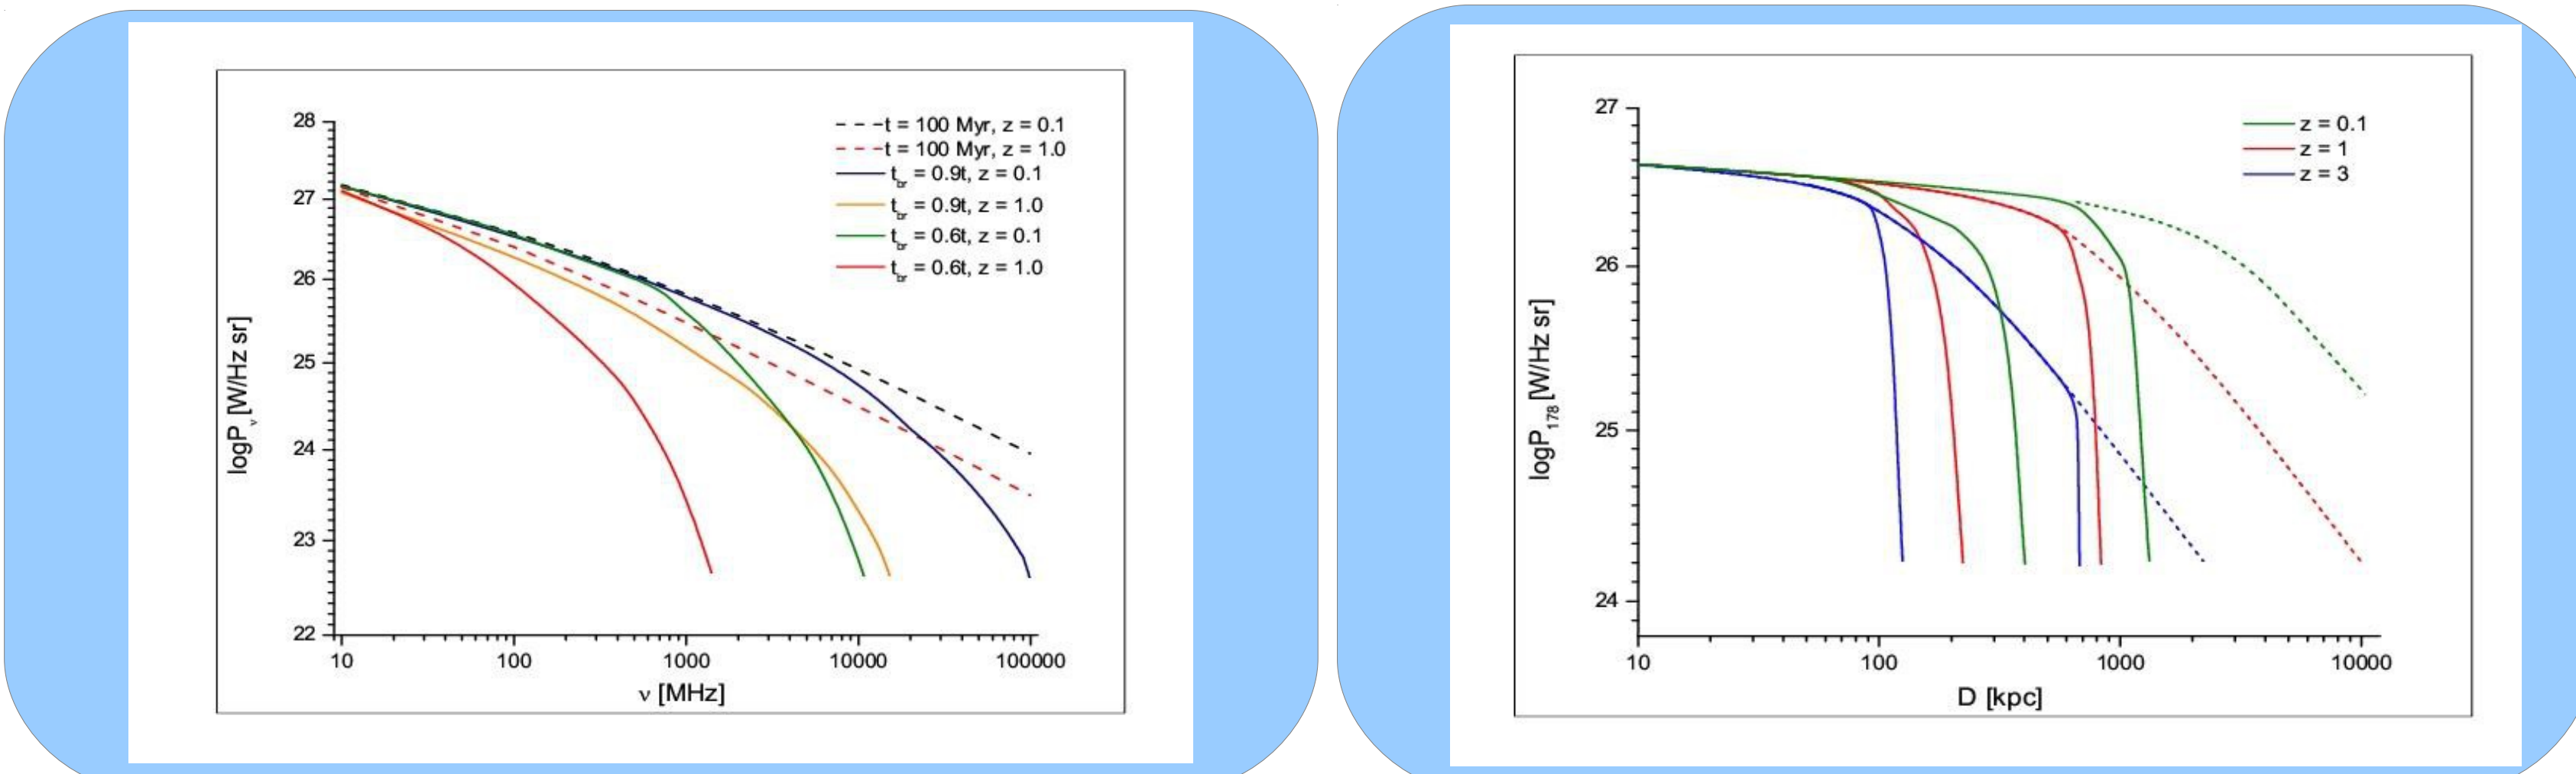 28
27
26
25
24
23
22
logP_ν [W/Hz sr]
10
100
1000
10000
100000
ν [MHz]
t = 100 Myr, z = 0.1
t = 100 Myr, z = 1.0
t_br = 0.9t, z = 0.1
t_br = 0.9t, z = 1.0
t_br = 0.6t, z = 0.1
t_br = 0.6t, z = 1.0
27
26
25
24
logP_178 [W/Hz sr]
10
100
1000
10000
D [kpc]
z = 0.1
z = 1
z = 3